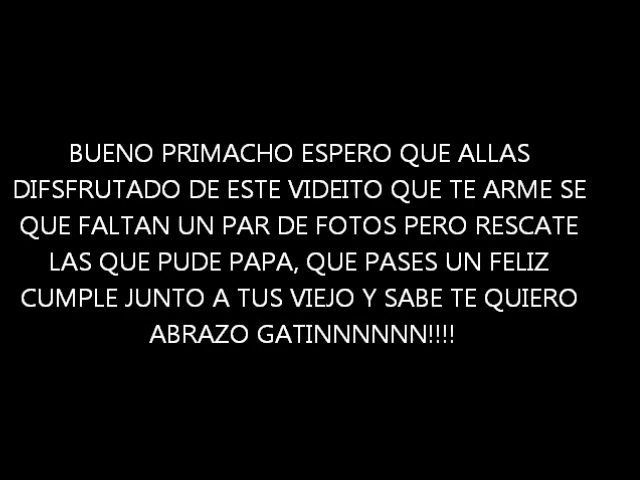 BUENO PRIMACHO ESPERO QUE ALLAS
DIFSFRUTADO DE ESTE VIDEITO QUE TE ARME SE
QUE FALTAN UN PAR DE FOTOS PERO RESCATE
LAS QUE PUDE PAPA, QUE PASES UN FELIZ
CUMPLE JUNTO A TUS VIEJO Y SABE TE QUIERO
ABRAZO GATINNNNNN!!!!